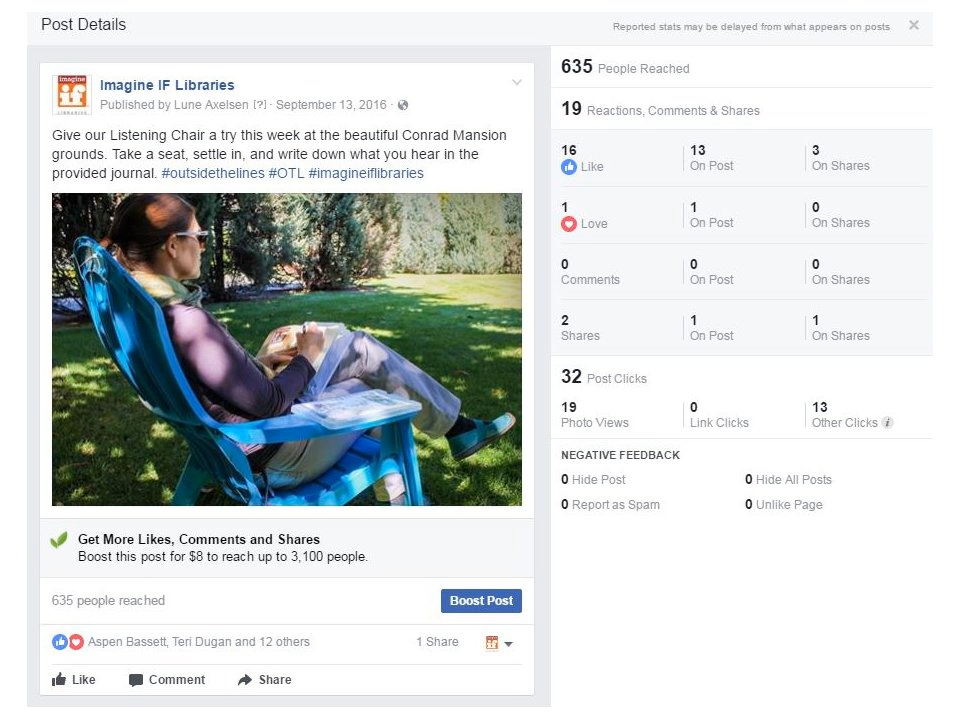 Post Details
Reported stats may be delayed from what appears on posts
imagine
if
LIBRARIES
Imagine IF Libraries
Published by Lune Axelsen [?] · September 13, 2016 ·
Give our Listening Chair a try this week at the beautiful Conrad Mansion
grounds. Take a seat, settle in, and write down what you hear in the
provided journal. #outsidethelines #OTL #imagineiflibraries
Get More Likes, Comments and Shares
Boost this post for $8 to reach up to 3,100 people.
635 people reached
Boost Post
Aspen Bassett, Teri Dugan and 12 others
1 Share
if
Like
Comment
Share
635 People Reached
19 Reactions, Comments & Shares
16
Like
13
On Post
3
On Shares
1
Love
1
On Post
0
On Shares
0
Comments
0
On Post
0
On Shares
2
Shares
1
On Post
1
On Shares
32 Post Clicks
19
Photo Views
0
Link Clicks
13
Other Clicks i
NEGATIVE FEEDBACK
0 Hide Post
0 Hide All Posts
0 Report as Spam
0 Unlike Page